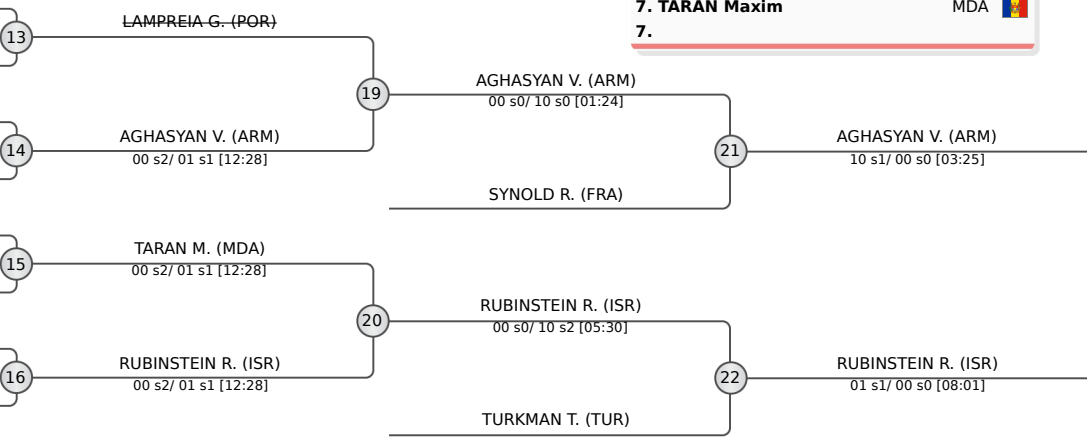 7. TARAN Maxim MDA
7.
LAMPREIA G. (POR)
13
AGHASYAN V. (ARM)
19
00 s0/ 10 s0 [01:24]
AGHASYAN V. (ARM)
14
00 s2/ 01 s1 [12:28]
AGHASYAN V. (ARM)
21
10 s1/ 00 s0 [03:25]
SYNOLD R. (FRA)
TARAN M. (MDA)
15
00 s2/ 01 s1 [12:28]
RUBINSTEIN R. (ISR)
20
00 s0/ 10 s2 [05:30]
RUBINSTEIN R. (ISR)
16
00 s2/ 01 s1 [12:28]
RUBINSTEIN R. (ISR)
22
01 s1/ 00 s0 [08:01]
TURKMAN T. (TUR)